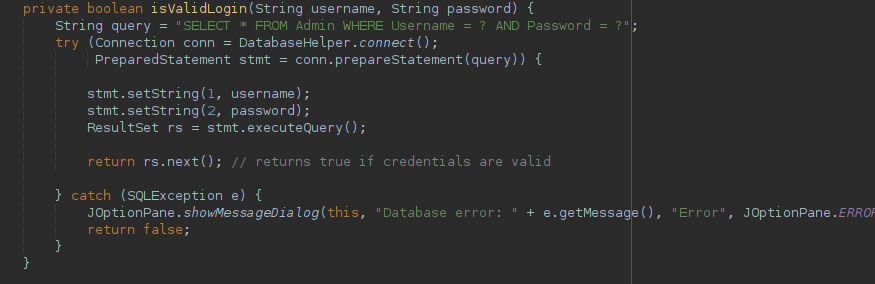 private boolean isValidLogin(String username, String password) {
    String query = "SELECT * FROM Admin WHERE Username = ? AND Password = ?";
    try (Connection conn = DatabaseHelper.connect();
         PreparedStatement stmt = conn.prepareStatement(query)) {
        stmt.setString(1, username);
        stmt.setString(2, password);
        ResultSet rs = stmt.executeQuery();
        return rs.next(); // returns true if credentials are valid
    } catch (SQLException e) {
        JOptionPane.showMessageDialog(this, "Database error: " + e.getMessage(), "Error", JOptionPane.ERROR
        return false;
    }
}